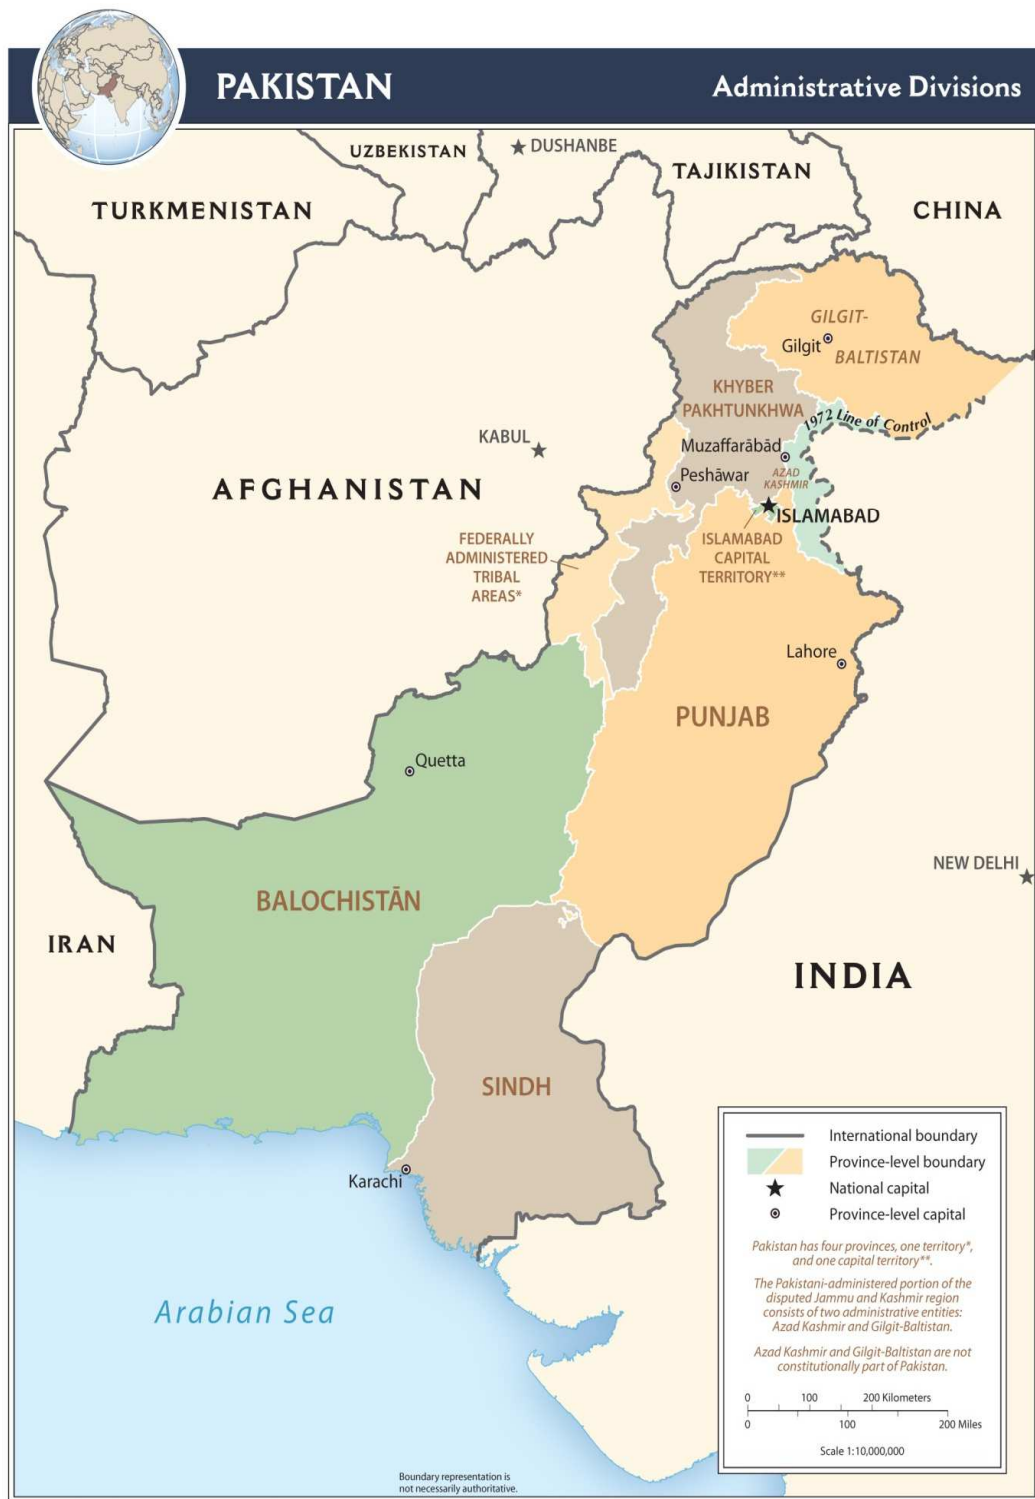 PAKISTAN
Administrative Divisions
UZBEKISTAN
DUSHANBE
TAJIKISTAN
TURKMENISTAN
CHINA
GILGIT-
Gilgit
BALTISTAN
KHYBER
PAKHTUNKHWA
1972 Line of Control
KABUL
Muzaffarābād
Peshāwar
AZAD
KASHMIR
AFGHANISTAN
ISLAMABAD
FEDERALLY
ADMINISTERED
TRIBAL
AREAS*
ISLAMABAD
CAPITAL
TERRITORY**
Lahore
PUNJAB
Quetta
NEW DELHI
BALOCHISTĀN
IRAN
INDIA
SINDH
Karachi
Arabian Sea
International boundary
Province-level boundary
National capital
Province-level capital
Pakistan has four provinces, one territory*,
and one capital territory**.
The Pakistani-administered portion of the
disputed Jammu and Kashmir region
consists of two administrative entities:
Azad Kashmir and Gilgit-Baltistan.
Azad Kashmir and Gilgit-Baltistan are not
constitutionally part of Pakistan.
0 100 200 Kilometers
0 100 200 Miles
Scale 1:10,000,000
Boundary representation is
not necessarily authoritative.